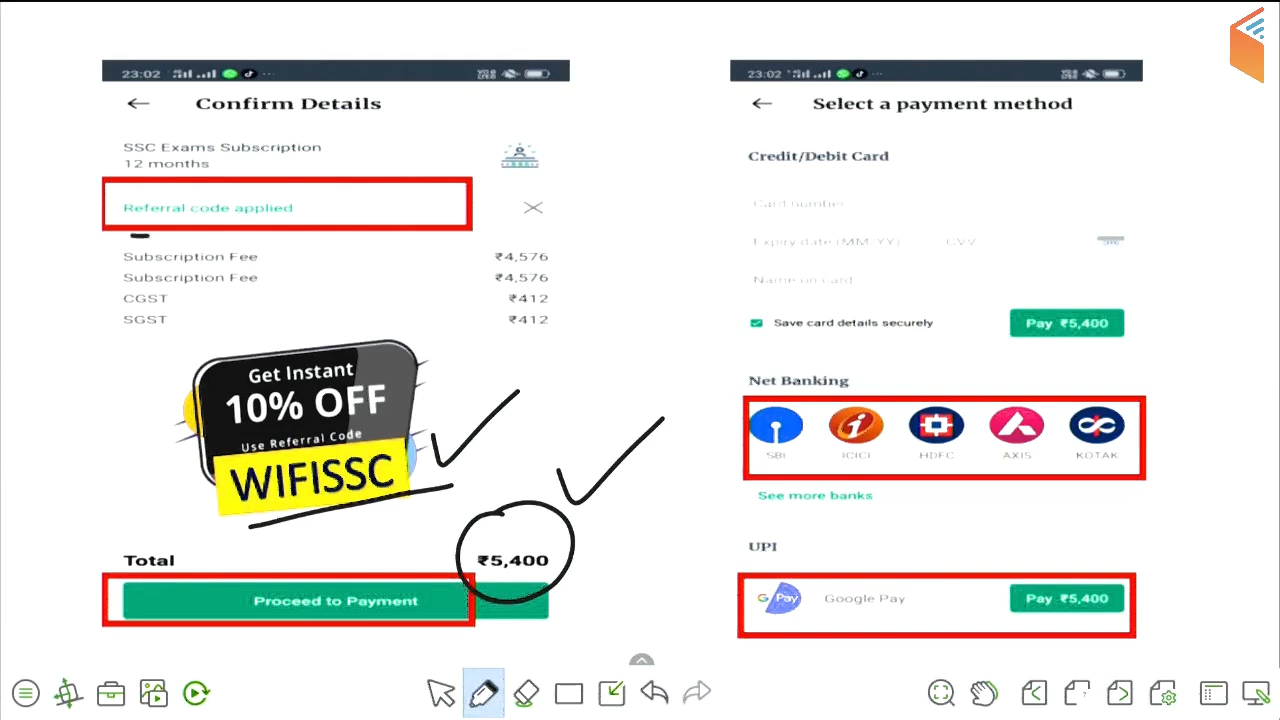 23:02
Confirm Details
SSC Exams Subscription
12 months
Referral code applied
Subscription Fee ₹4,576
Subscription Fee ₹4,576
CGST ₹412
SGST ₹412
Get Instant
10% OFF
Use Referral Code
WIFISSC
Total ₹5,400
Proceed to Payment
23:02
Select a payment method
Credit/Debit Card
Card number
Expiry date (MM/YY) CVV
Name on card
Save card details securely
Pay ₹5,400
Net Banking
SBI ICICI HDFC AXIS KOTAK
See more banks
UPI
G Pay Google Pay Pay ₹5,400